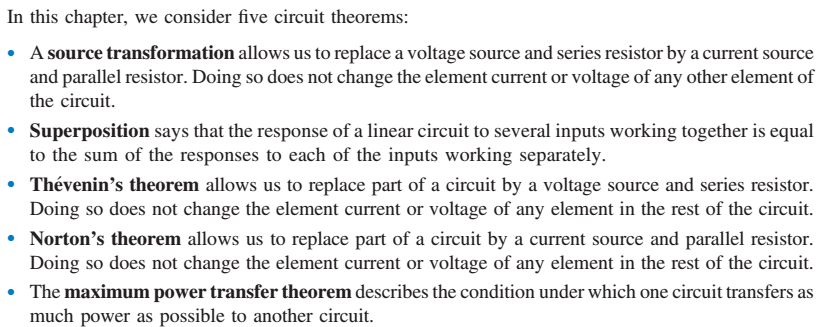 In this chapter, we consider five circuit theorems:
• A source transformation allows us to replace a voltage source and series resistor by a current source
and parallel resistor. Doing so does not change the element current or voltage of any other element of
the circuit.
• Superposition says that the response of a linear circuit to several inputs working together is equal
to the sum of the responses to each of the inputs working separately.
• Thévenin's theorem allows us to replace part of a circuit by a voltage source and series resistor.
Doing so does not change the element current or voltage of any element in the rest of the circuit.
• Norton's theorem allows us to replace part of a circuit by a current source and parallel resistor.
Doing so does not change the element current or voltage of any element in the rest of the circuit.
• The maximum power transfer theorem describes the condition under which one circuit transfers as
much power as possible to another circuit.